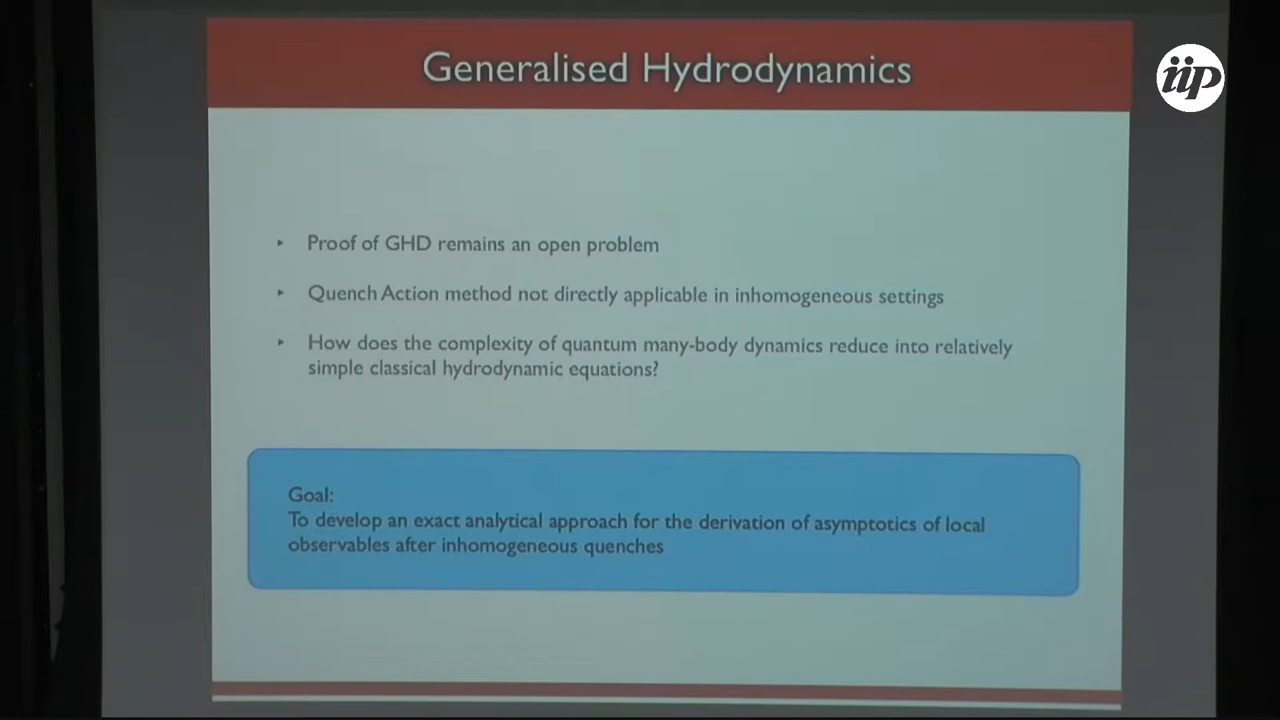 Generalised Hydrodynamics
iip
‣ Proof of GHD remains an open problem
‣ Quench Action method not directly applicable in inhomogeneous settings
‣ How does the complexity of quantum many-body dynamics reduce into relatively
simple classical hydrodynamic equations?
Goal:
To develop an exact analytical approach for the derivation of asymptotics of local
observables after inhomogeneous quenches